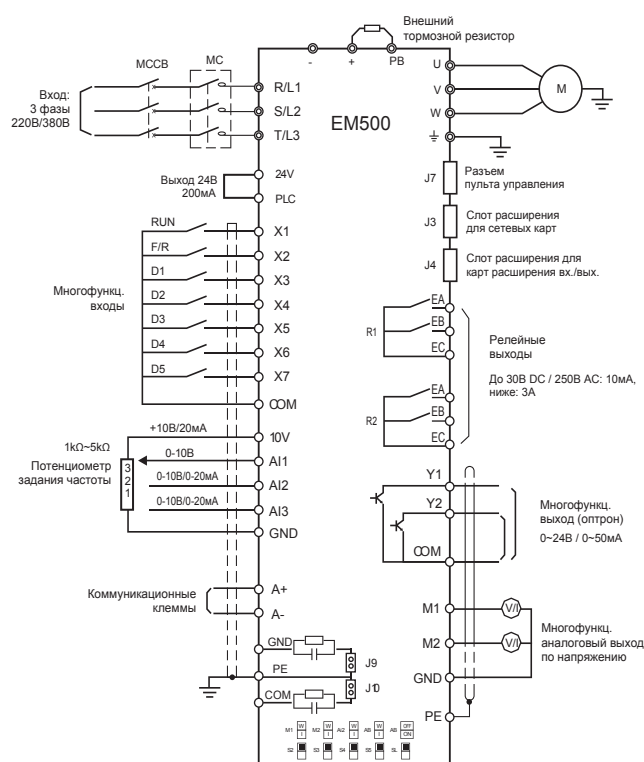 Внешний
тормозной резистор
MCCB
MC
-
+
PB
Вход:
3 фазы
220В/380В
R/L1
S/L2
T/L3
EM500
U
V
W
M
Выход 24В
200мА
24V
PLC
J7
Разъем
пульта управления
J3
Слот расширения
для сетевых карт
J4
Слот расширения для
карт расширения вх./вых.
Многофункц.
входы
RUN
X1
F/R
X2
D1
X3
D2
X4
D3
X5
D4
X6
D5
X7
COM
R1
EA
EB
EC
Релейные
выходы
До 30В DC / 250В AC: 10мА,
ниже: 3А
R2
EA
EB
EC
1kΩ~5kΩ
Потенциометр
задания частоты
3
2
1
+10В/20мА
10V
0-10В
AI1
0-10В/0-20мА
AI2
0-10В/0-20мА
AI3
GND
Y1
Y2
COM
Многофункц.
выход (оптрон)
0~24В / 0~50мА
Коммуникационные
клеммы
A+
A-
M1
V/I
M2
V/I
GND
PE
Многофункц.
аналоговый выход
по напряжению
GND
J9
PE
J10
COM
M1
W
I
M2
W
I
AI2
W
I
AB
W
I
AB
OFF
ON
S2
S3
S4
S5
SL